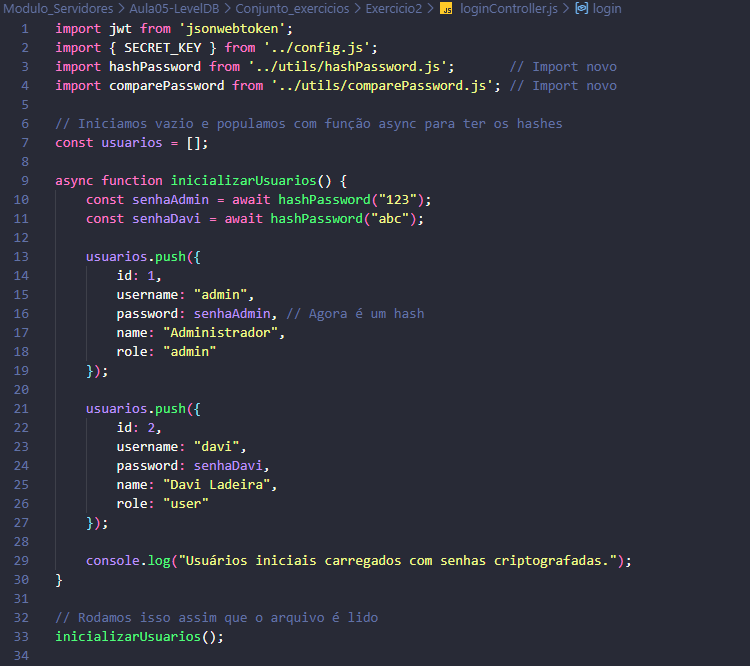 Modulo_Servidores > Aula05-LevelDB > Conjunto_exercicios > Exercicio2 > JS loginController.js > login
1 import jwt from 'jsonwebtoken';
2 import { SECRET_KEY } from '../config.js';
3 import hashPassword from '../utils/hashPassword.js';       // Import novo
4 import comparePassword from '../utils/comparePassword.js'; // Import novo
5
6 // Iniciamos vazio e populamos com função async para ter os hashes
7 const usuarios = [];
8
9 async function inicializarUsuarios() {
10     const senhaAdmin = await hashPassword("123");
11     const senhaDavi = await hashPassword("abc");
12
13     usuarios.push({
14         id: 1,
15         username: "admin",
16         password: senhaAdmin, // Agora é um hash
17         name: "Administrador",
18         role: "admin"
19     });
20
21     usuarios.push({
22         id: 2,
23         username: "davi",
24         password: senhaDavi,
25         name: "Davi Ladeira",
26         role: "user"
27     });
28
29     console.log("Usuários iniciais carregados com senhas criptografadas.");
30 }
31
32 // Rodamos isso assim que o arquivo é lido
33 inicializarUsuarios();
34